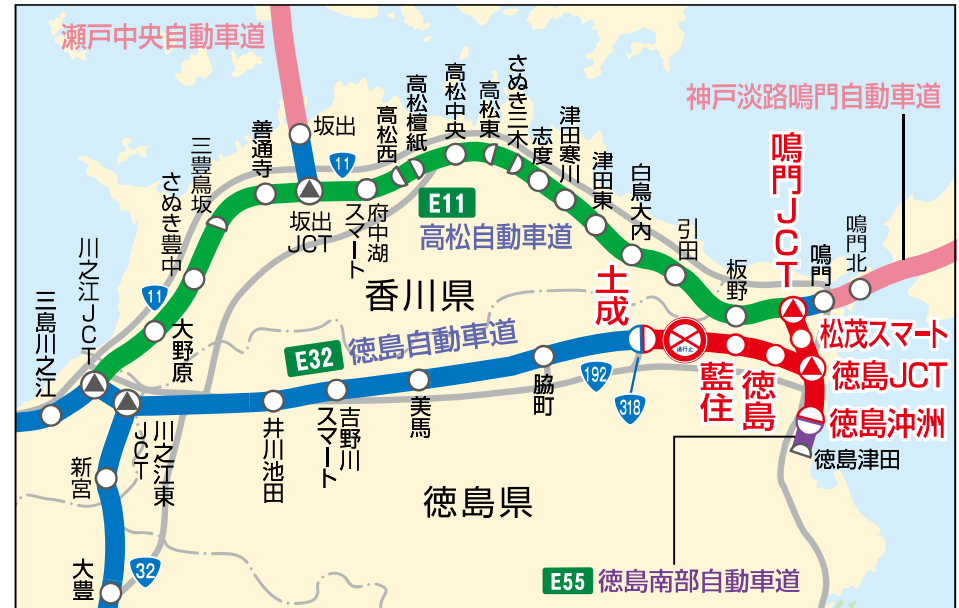 瀬戸中央自動車道
神戸淡路鳴門自動車道
坂出
11
善通寺
三豊鳥坂
さぬき豊中
高松西
高松檀紙
高松中央
高松東
さぬき三木
志度
津田寒川
津田東
白鳥大内
引田
板野
鳴門JCT
鳴門
鳴門北
坂出
JCT
府中湖
スマート
E11
高松自動車道
香川県
川之江JCT
三島川之江
11
大野原
土成
松茂スマート
徳島JCT
徳島沖洲
徳島津田
藍住
徳島
通行止
E32
徳島自動車道
192
318
脇町
美馬
吉野川
スマート
井川池田
川之江東
JCT
新宮
大豊
32
徳島県
E55
徳島南部自動車道